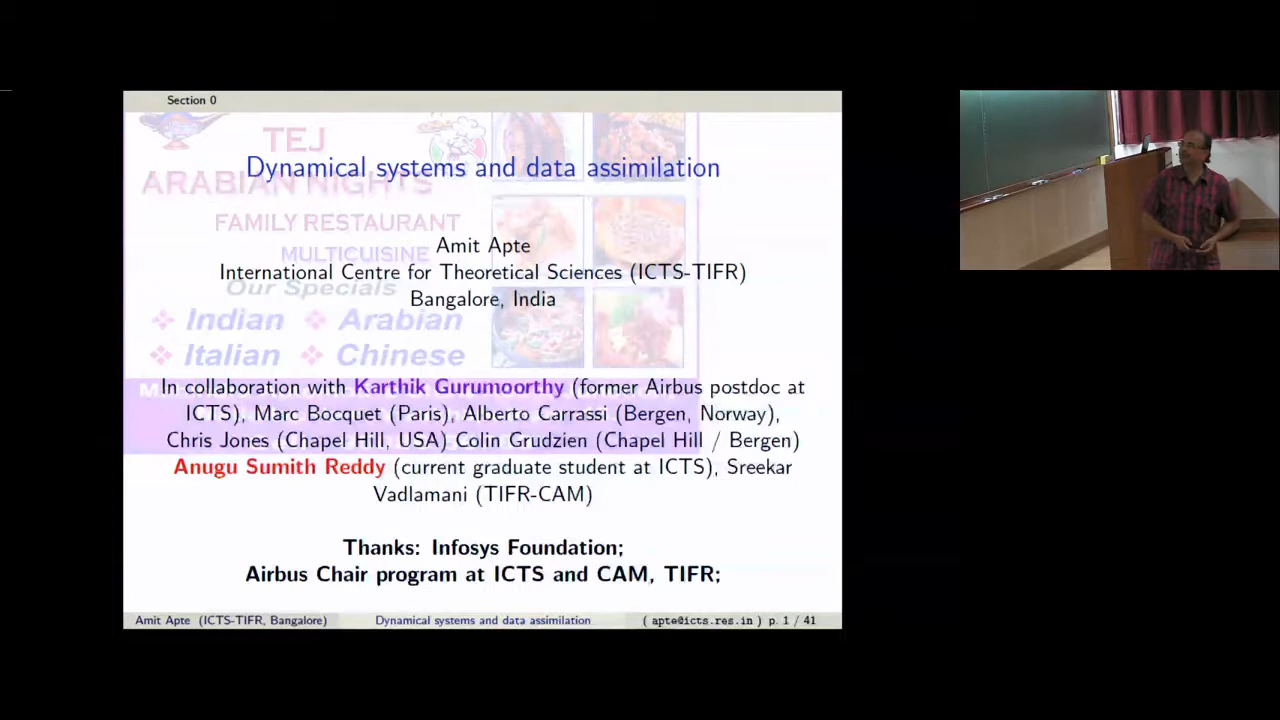 Section 0
TEJ
Dynamical systems and data assimilation
ARABIAN NIGHTS
FAMILY RESTAURANT
MULTICUISINE
Amit Apte
International Centre for Theoretical Sciences (ICTS-TIFR)
Our Specials
Bangalore, India
❖ Indian ❖ Arabian
❖ Italian ❖ Chinese
In collaboration with Karthik Gurumoorthy (former Airbus postdoc at
ICTS), Marc Bocquet (Paris), Alberto Carrassi (Bergen, Norway),
Chris Jones (Chapel Hill, USA) Colin Grudzien (Chapel Hill / Bergen)
Anugu Sumith Reddy (current graduate student at ICTS), Sreekar
Vadlamani (TIFR-CAM)
Thanks: Infosys Foundation;
Airbus Chair program at ICTS and CAM, TIFR;
Amit Apte (ICTS-TIFR, Bangalore) Dynamical systems and data assimilation ( apte@icts.res.in ) p. 1 / 41